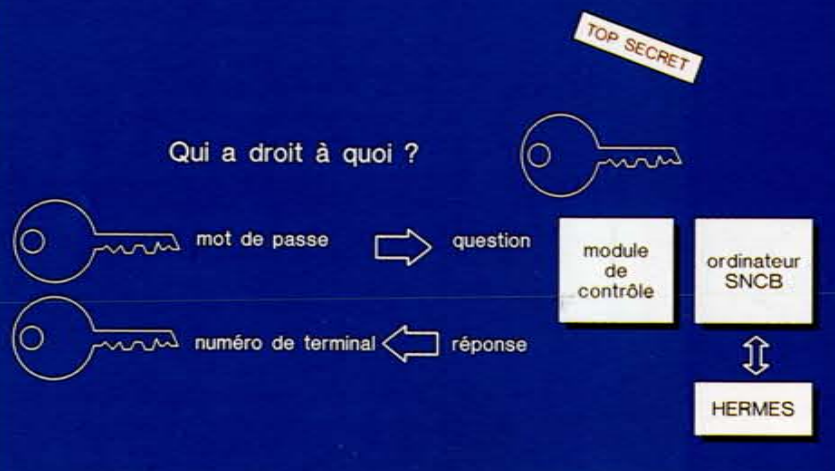 TOP SECRET
Qui a droit à quoi ?
mot de passe
question
numéro de terminal
réponse
module
de
contrôle
ordinateur
SNCB
HERMES